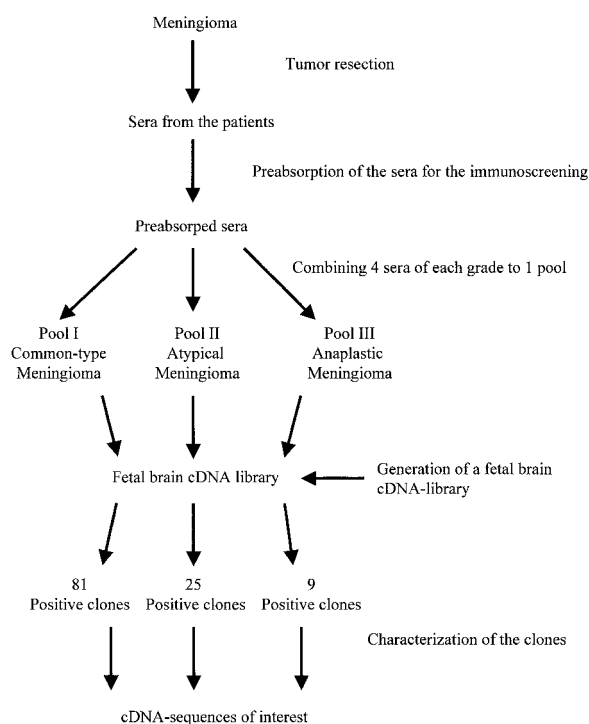 Meningioma
Tumor resection
Sera from the patients
Preabsorption of the sera for the immunoscreening
Preabsorped sera
Combining 4 sera of each grade to 1 pool
Pool I
Common-type
Meningioma
Pool II
Atypical
Meningioma
Pool III
Anaplastic
Meningioma
Fetal brain cDNA library
Generation of a fetal brain
cDNA-library
81
Positive clones
25
Positive clones
9
Positive clones
Characterization of the clones
cDNA-sequences of interest